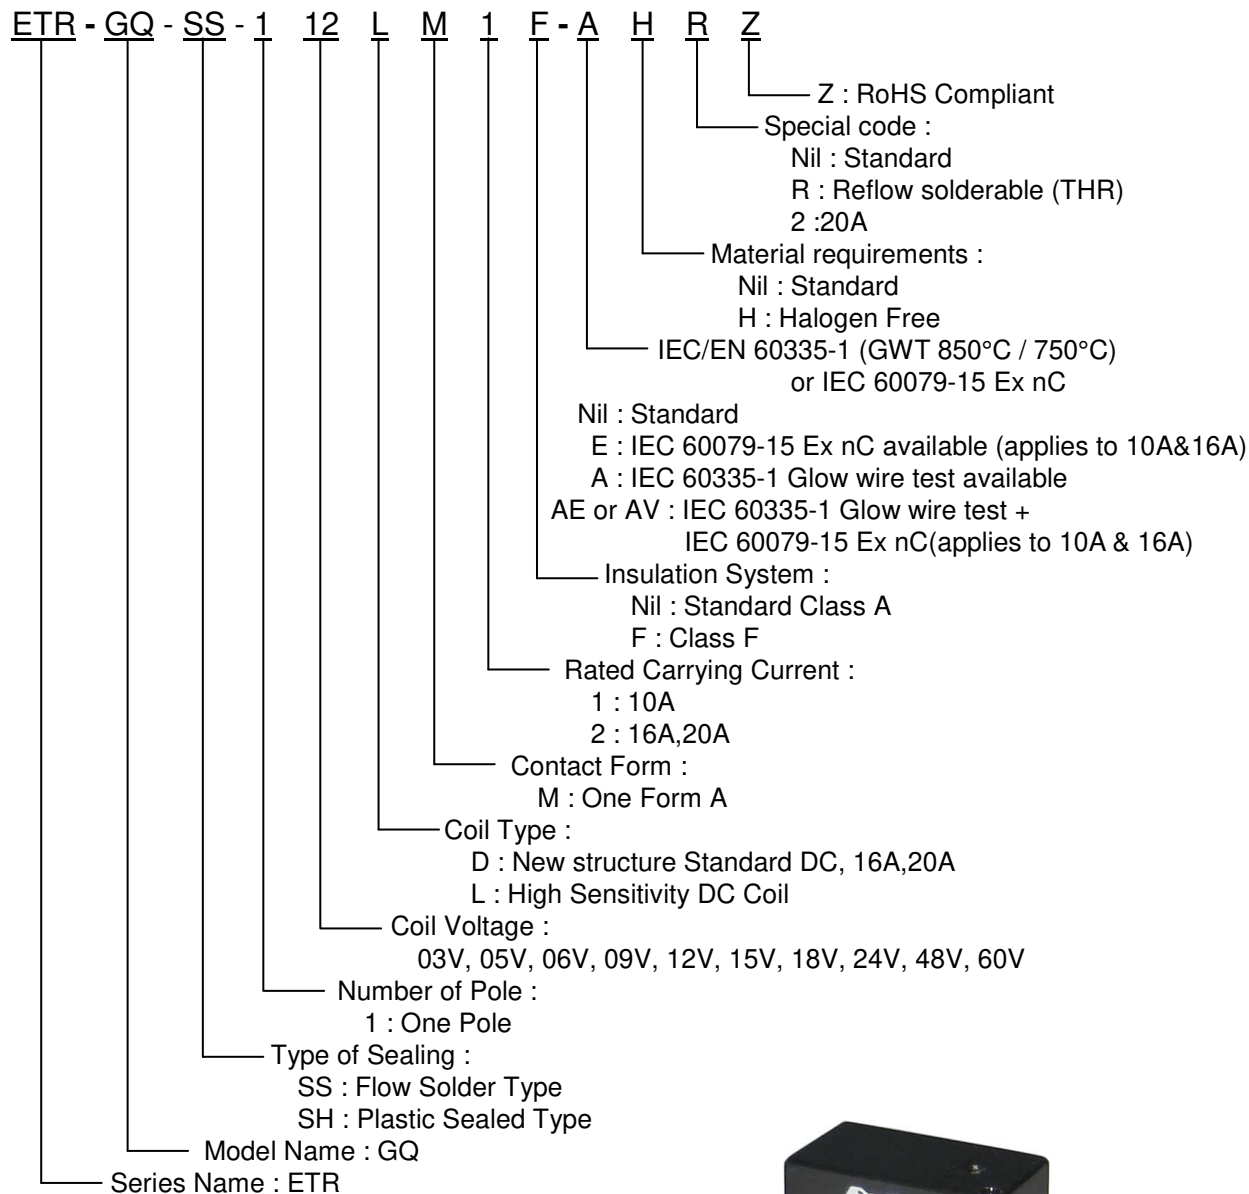 ETR - GQ - SS - 1 12 L M 1 F - A H R Z
Z : RoHS Compliant
Special code :
Nil : Standard
R : Reflow solderable (THR)
2 :20A
Material requirements :
Nil : Standard
H : Halogen Free
IEC/EN 60335-1 (GWT 850°C / 750°C)
or IEC 60079-15 Ex nC
Nil : Standard
E : IEC 60079-15 Ex nC available (applies to 10A&16A)
A : IEC 60335-1 Glow wire test available
AE or AV : IEC 60335-1 Glow wire test +
IEC 60079-15 Ex nC(applies to 10A & 16A)
Insulation System :
Nil : Standard Class A
F : Class F
Rated Carrying Current :
1 : 10A
2 : 16A,20A
Contact Form :
M : One Form A
Coil Type :
D : New structure Standard DC, 16A,20A
L : High Sensitivity DC Coil
Coil Voltage :
03V, 05V, 06V, 09V, 12V, 15V, 18V, 24V, 48V, 60V
Number of Pole :
1 : One Pole
Type of Sealing :
SS : Flow Solder Type
SH : Plastic Sealed Type
Model Name : GQ
Series Name : ETR